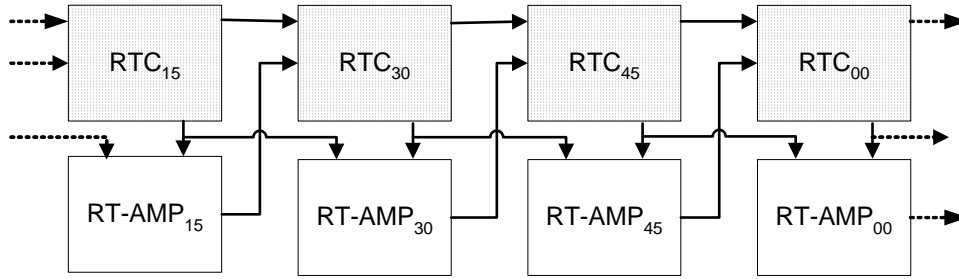 RTC₁₅ RTC₃₀ RTC₄₅ RTC₀₀
RT-AMP₁₅ RT-AMP₃₀ RT-AMP₄₅ RT-AMP₀₀